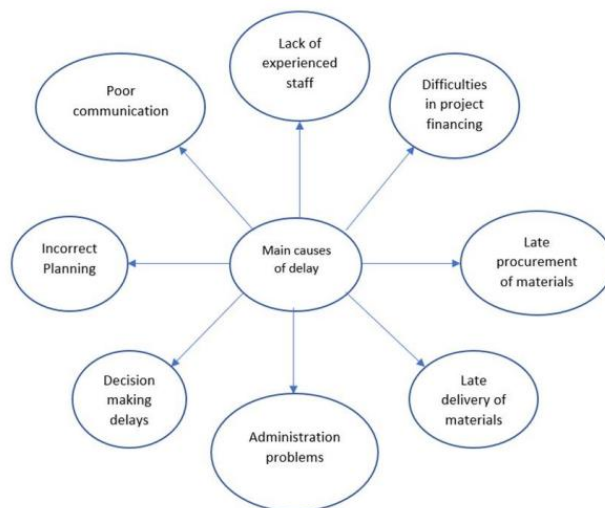 Lack of
experienced
staff
Poor
communication
Difficulties
in project
financing
Incorrect
Planning
Main causes
of delay
Late
procurement
of materials
Decision
making
delays
Administration
problems
Late
delivery of
materials